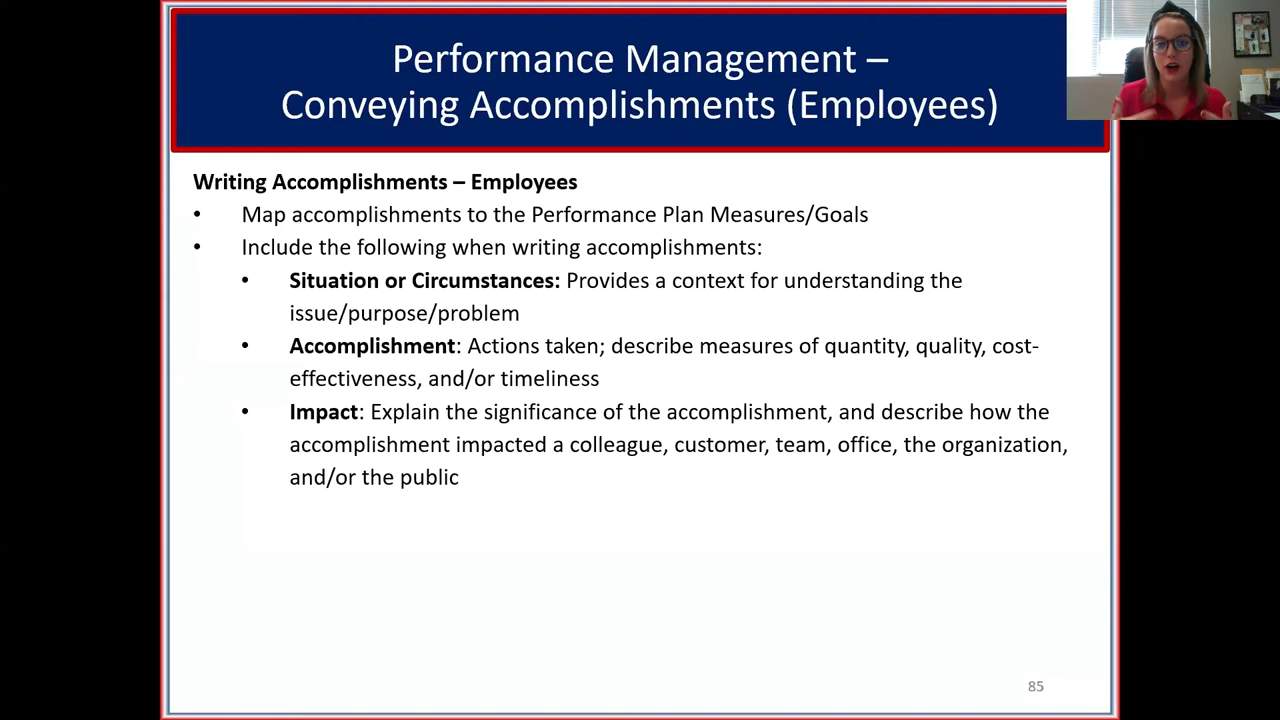 Performance Management –
Conveying Accomplishments (Employees)
Writing Accomplishments – Employees
• Map accomplishments to the Performance Plan Measures/Goals
• Include the following when writing accomplishments:
• Situation or Circumstances: Provides a context for understanding the
issue/purpose/problem
• Accomplishment: Actions taken; describe measures of quantity, quality, cost-
effectiveness, and/or timeliness
• Impact: Explain the significance of the accomplishment, and describe how the
accomplishment impacted a colleague, customer, team, office, the organization,
and/or the public
85